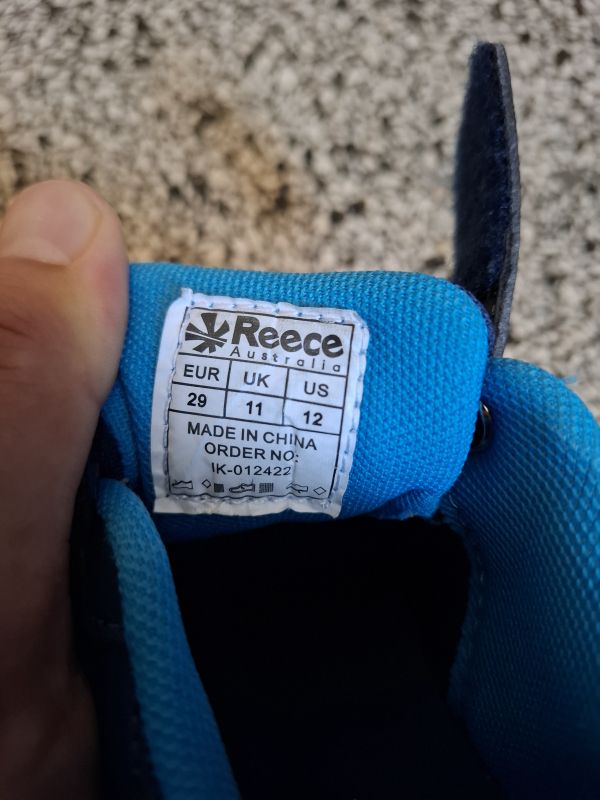 Reece
Australia
EUR UK US
29 11 12
MADE IN CHINA
ORDER NO:
IK-012422